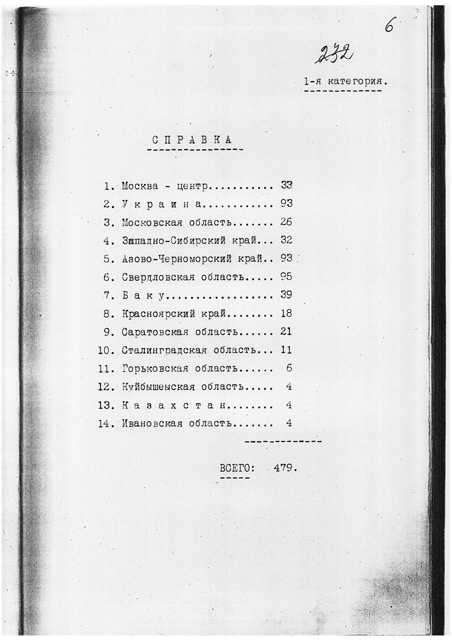 6
232
1-я категория.
С П Р А В К А
1. Москва - центр........... 33
2. У к р а и н а............ 93
3. Московская область....... 26
4. Западно-Сибирский край... 32
5. Азово-Черноморский край.. 93
6. Свердловская область..... 95
7. Б а к у.................. 39
8. Красноярский край........ 18
9. Саратовская область...... 21
10. Сталинградская область... 11
11. Горьковская область...... 6
12. Куйбышевская область..... 4
13. К а з а х с т а н........ 4
14. Ивановская область....... 4
ВСЕГО: 479.